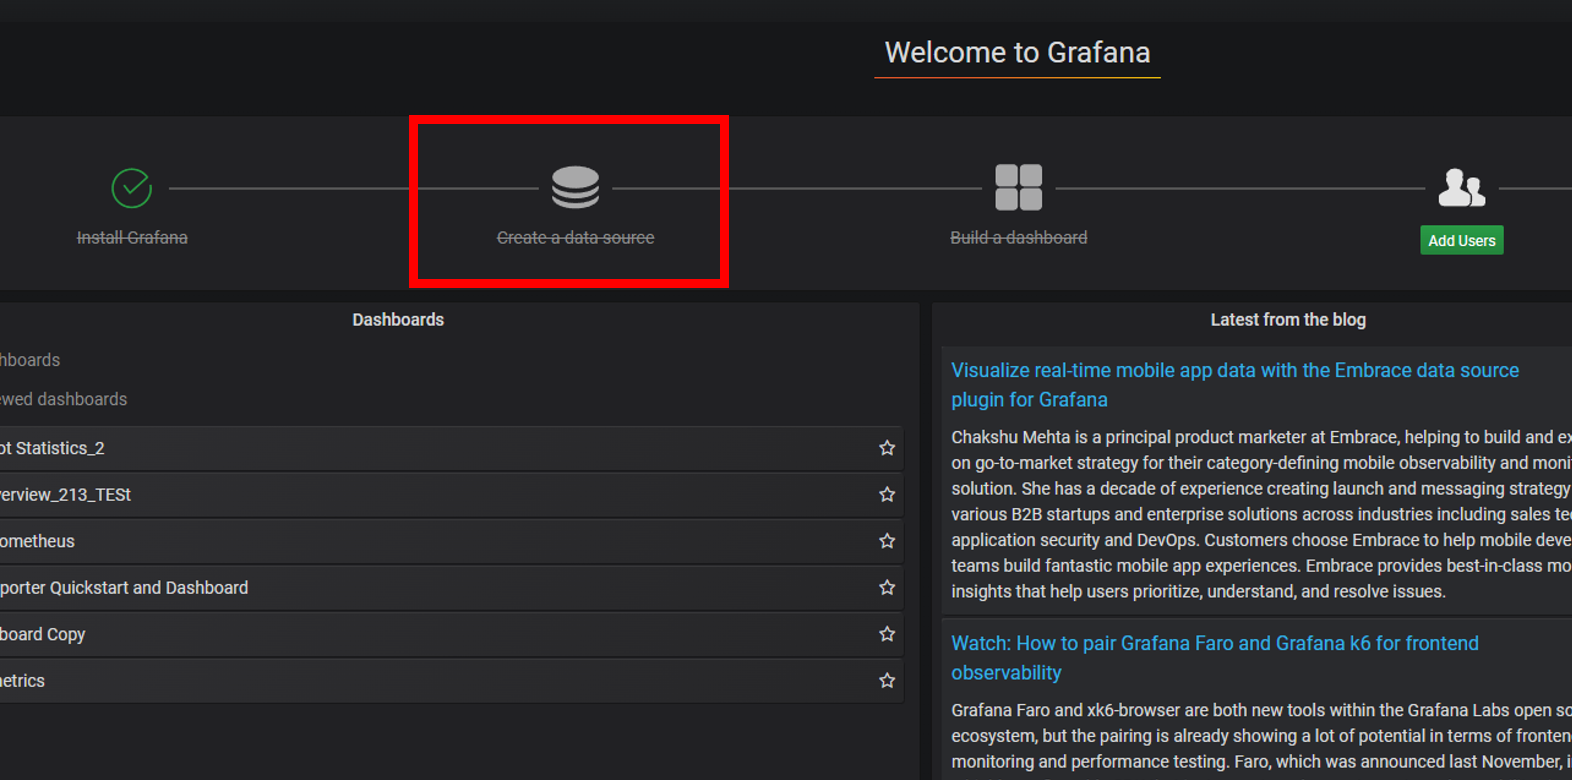 Welcome to Grafana
Install Grafana
Create a data source
Build a dashboard
Add Users
Dashboards
hboards
ewed dashboards
ot Statistics_2
verview_213_TESt
ometheus
porter Quickstart and Dashboard
board Copy
netrics
Latest from the blog
Visualize real-time mobile app data with the Embrace data source
plugin for Grafana
Chakshu Mehta is a principal product marketer at Embrace, helping to build and ex
on go-to-market strategy for their category-defining mobile observability and moni
solution. She has a decade of experience creating launch and messaging strategy
various B2B startups and enterprise solutions across industries including sales tec
application security and DevOps. Customers choose Embrace to help mobile deve
teams build fantastic mobile app experiences. Embrace provides best-in-class mo
insights that help users prioritize, understand, and resolve issues.
Watch: How to pair Grafana Faro and Grafana k6 for frontend
observability
Grafana Faro and xk6-browser are both new tools within the Grafana Labs open so
ecosystem, but the pairing is already showing a lot of potential in terms of fronten
monitoring and performance testing. Faro, which was announced last November, i